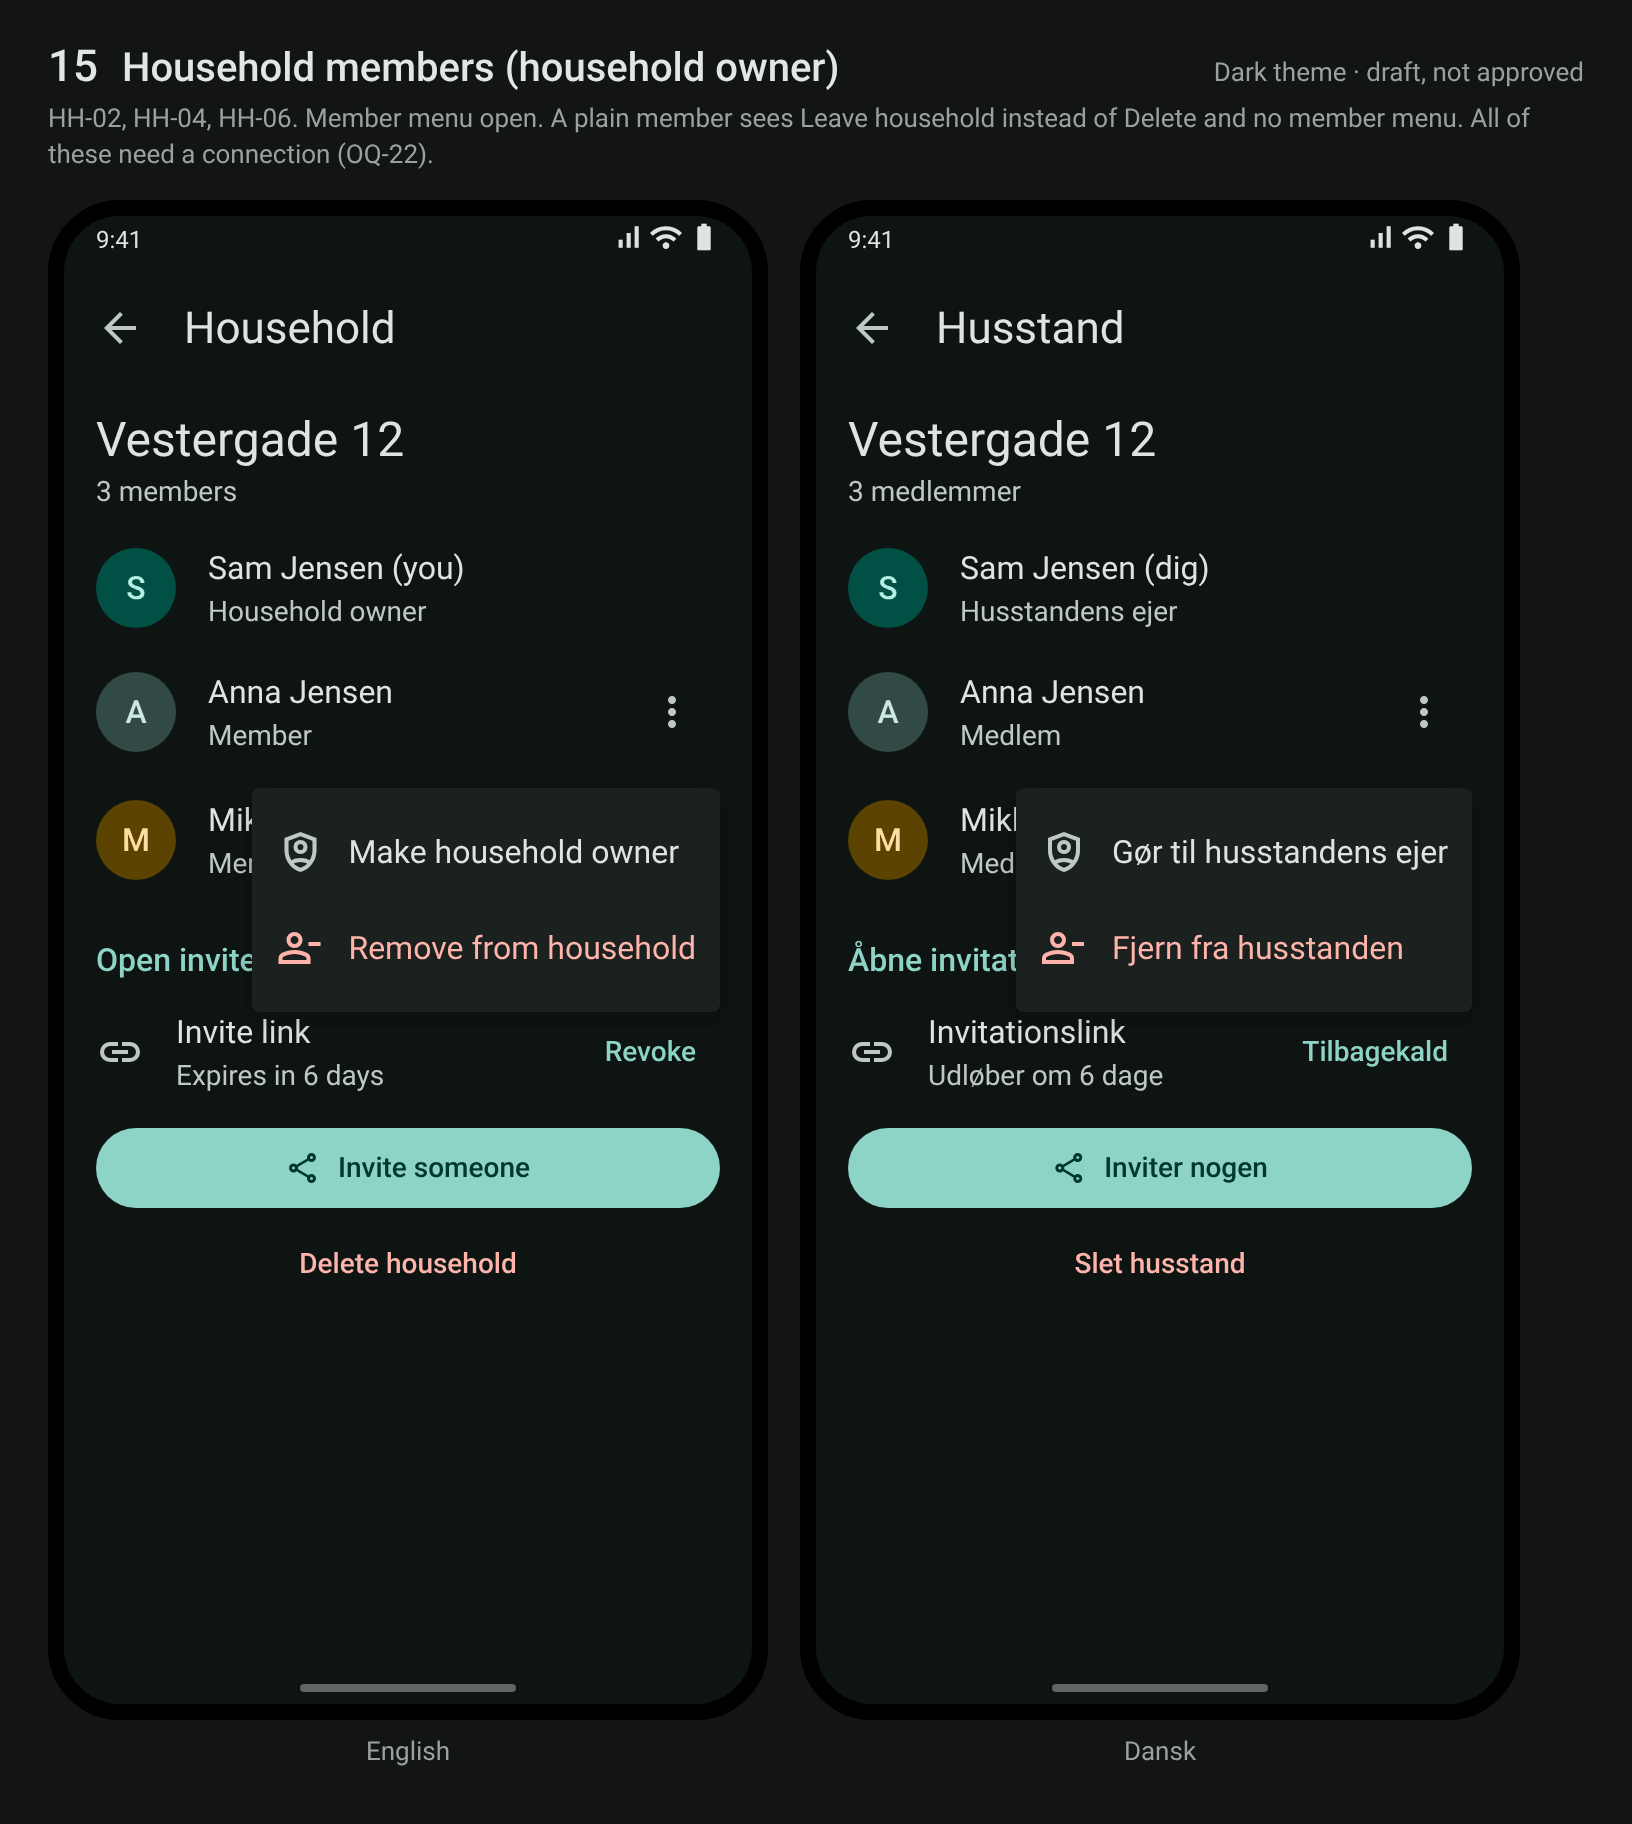 15 Household members (household owner)
Dark theme · draft, not approved
HH-02, HH-04, HH-06. Member menu open. A plain member sees Leave household instead of Delete and no member menu. All of
these need a connection (OQ-22).
9:41
Household
Vestergade 12
3 members
S
Sam Jensen (you)
Household owner
A
Anna Jensen
Member
M
Make household owner
Remove from household
Open invite
Invite link
Expires in 6 days
Revoke
Invite someone
Delete household
English
9:41
Husstand
Vestergade 12
3 medlemmer
S
Sam Jensen (dig)
Husstandens ejer
A
Anna Jensen
Medlem
M
Gør til husstandens ejer
Fjern fra husstanden
Åbne invitat
Invitationslink
Udløber om 6 dage
Tilbagekald
Inviter nogen
Slet husstand
Dansk